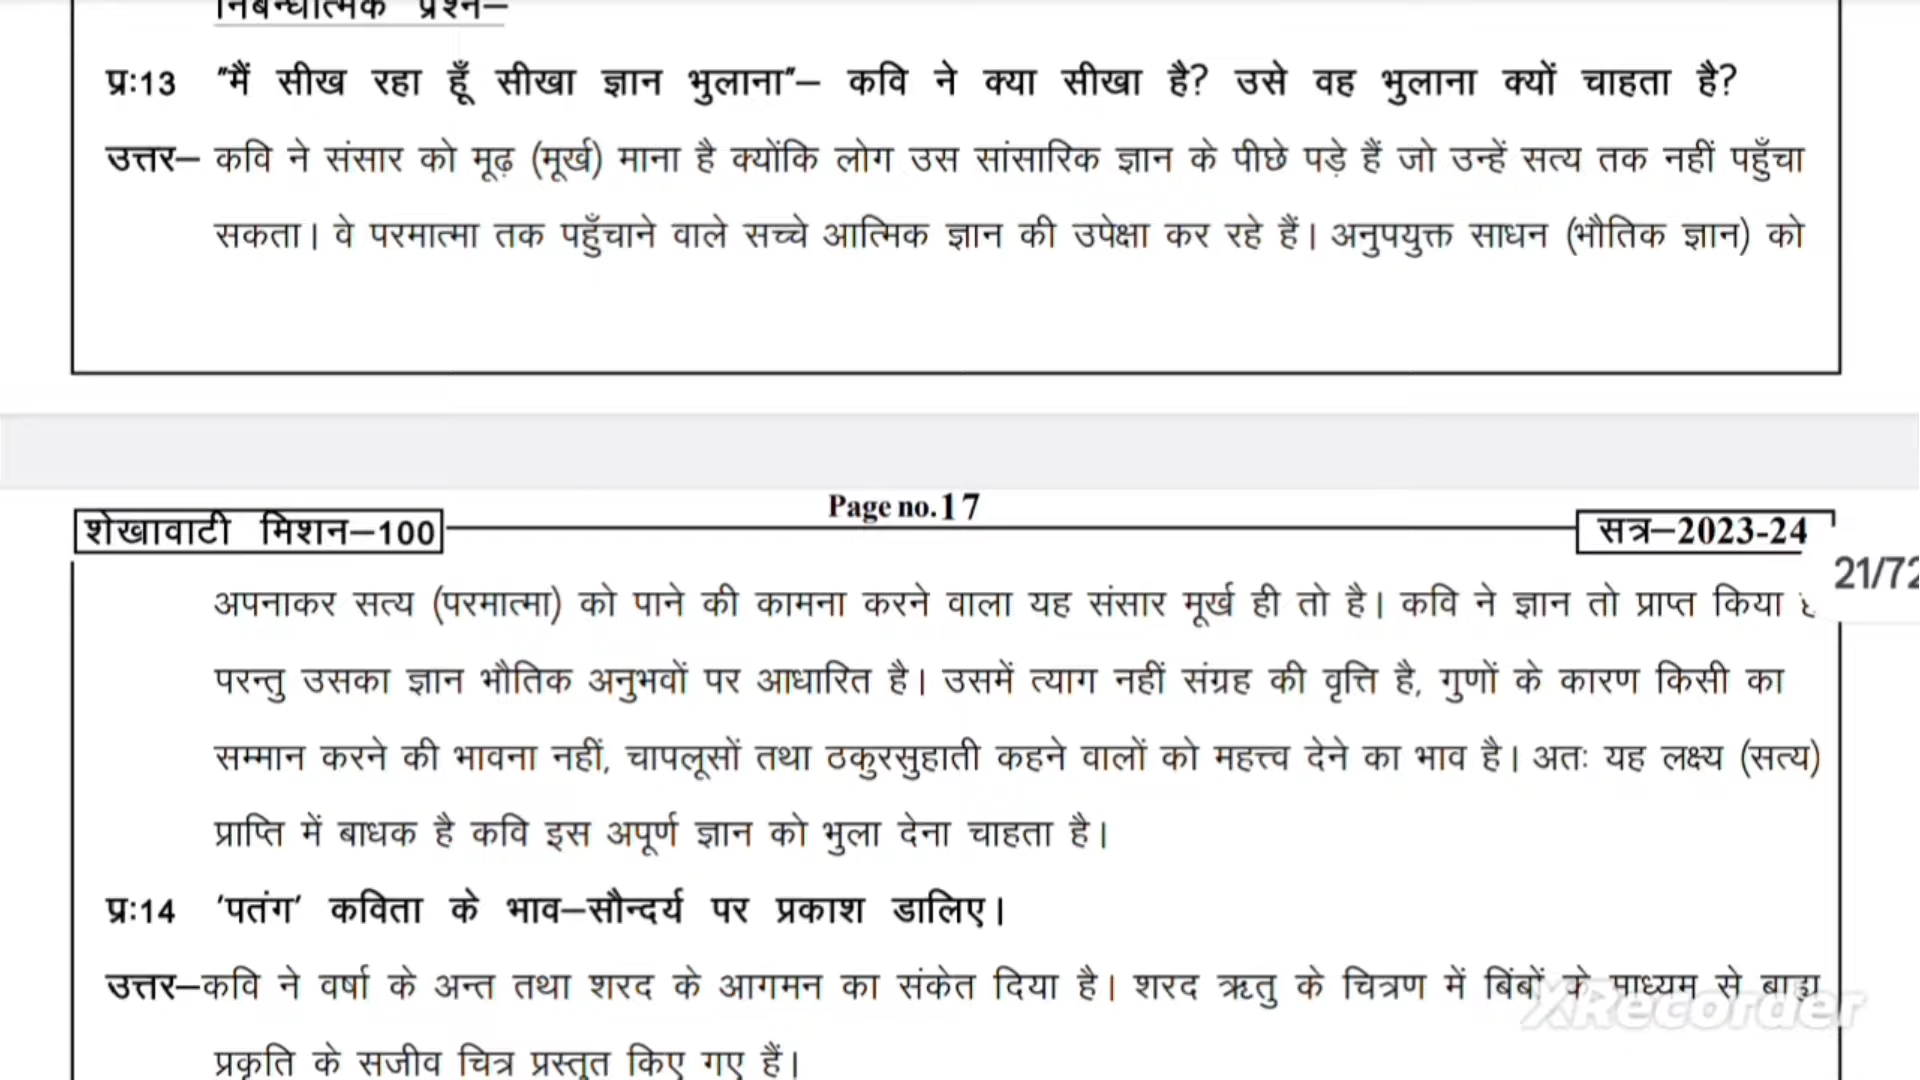 निबन्धात्मक प्रश्न–
प्र:13 "मैं सीख रहा हूँ सीखा ज्ञान भुलाना"– कवि ने क्या सीखा है? उसे वह भुलाना क्यों चाहता है?
उत्तर– कवि ने संसार को मूढ़ (मूर्ख) माना है क्योंकि लोग उस सांसारिक ज्ञान के पीछे पड़े हैं जो उन्हें सत्य तक नहीं पहुँचा
सकता। वे परमात्मा तक पहुँचाने वाले सच्चे आत्मिक ज्ञान की उपेक्षा कर रहे हैं। अनुपयुक्त साधन (भौतिक ज्ञान) को
Page no.17
शेखावाटी मिशन–100
सत्र–2023-24
21/72
अपनाकर सत्य (परमात्मा) को पाने की कामना करने वाला यह संसार मूर्ख ही तो है। कवि ने ज्ञान तो प्राप्त किया
परन्तु उसका ज्ञान भौतिक अनुभवों पर आधारित है। उसमें त्याग नहीं संग्रह की वृत्ति है, गुणों के कारण किसी का
सम्मान करने की भावना नहीं, चापलूसों तथा ठकुरसुहाती कहने वालों को महत्त्व देने का भाव है। अतः यह लक्ष्य (सत्य)
प्राप्ति में बाधक है कवि इस अपूर्ण ज्ञान को भुला देना चाहता है।
प्र:14 'पतंग' कविता के भाव–सौन्दर्य पर प्रकाश डालिए।
उत्तर–कवि ने वर्षा के अन्त तथा शरद के आगमन का संकेत दिया है। शरद ऋतु के चित्रण में बिंबों के माध्यम से बाह्य
XRecorder
प्रकृति के सजीव चित्र प्रस्तुत किए गए हैं।